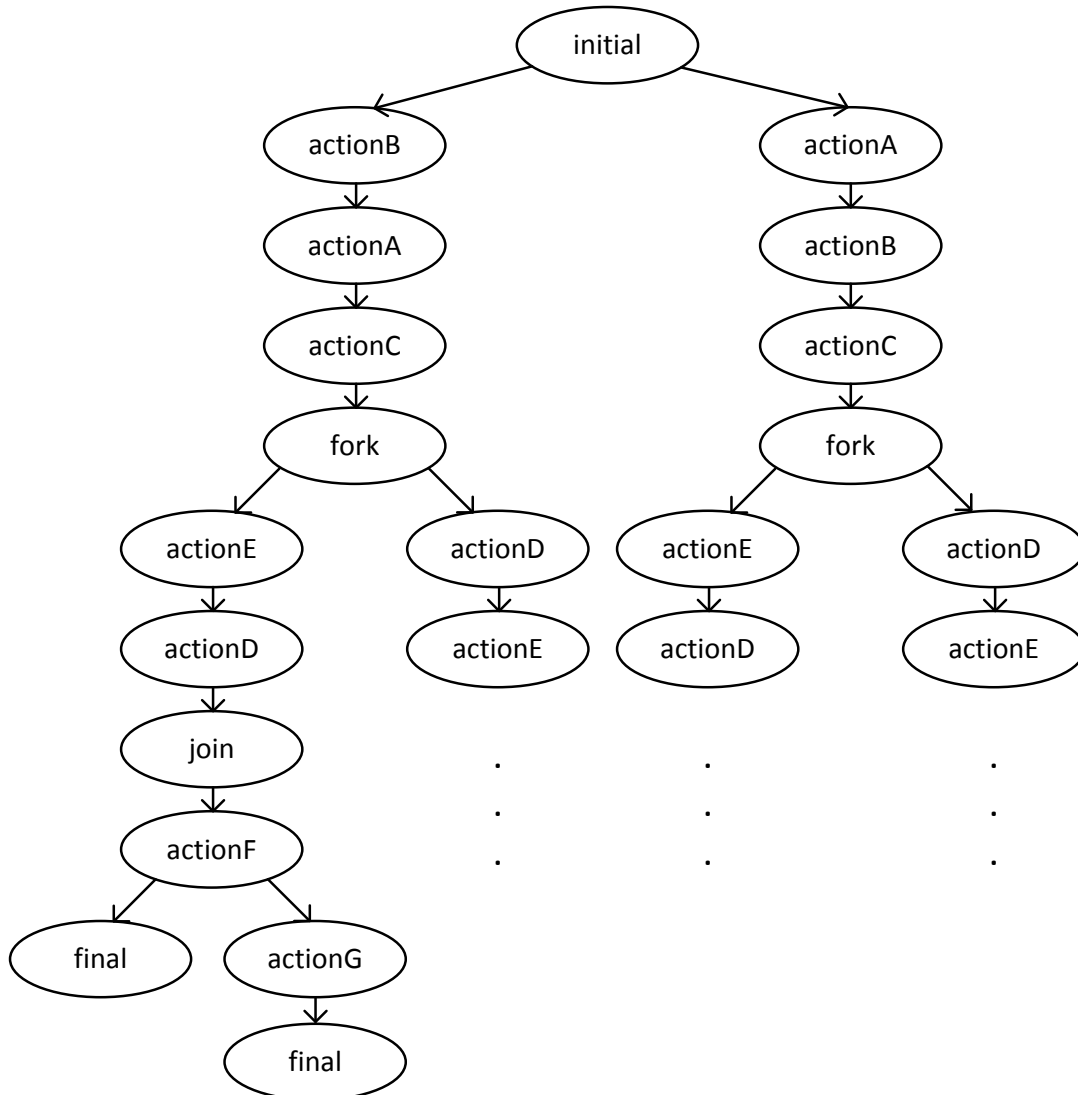 initial
actionB
actionA
actionA
actionB
actionC
actionC
fork
fork
actionE
actionD
actionE
actionD
actionD
actionE
actionD
actionE
join
actionF
final
actionG
final